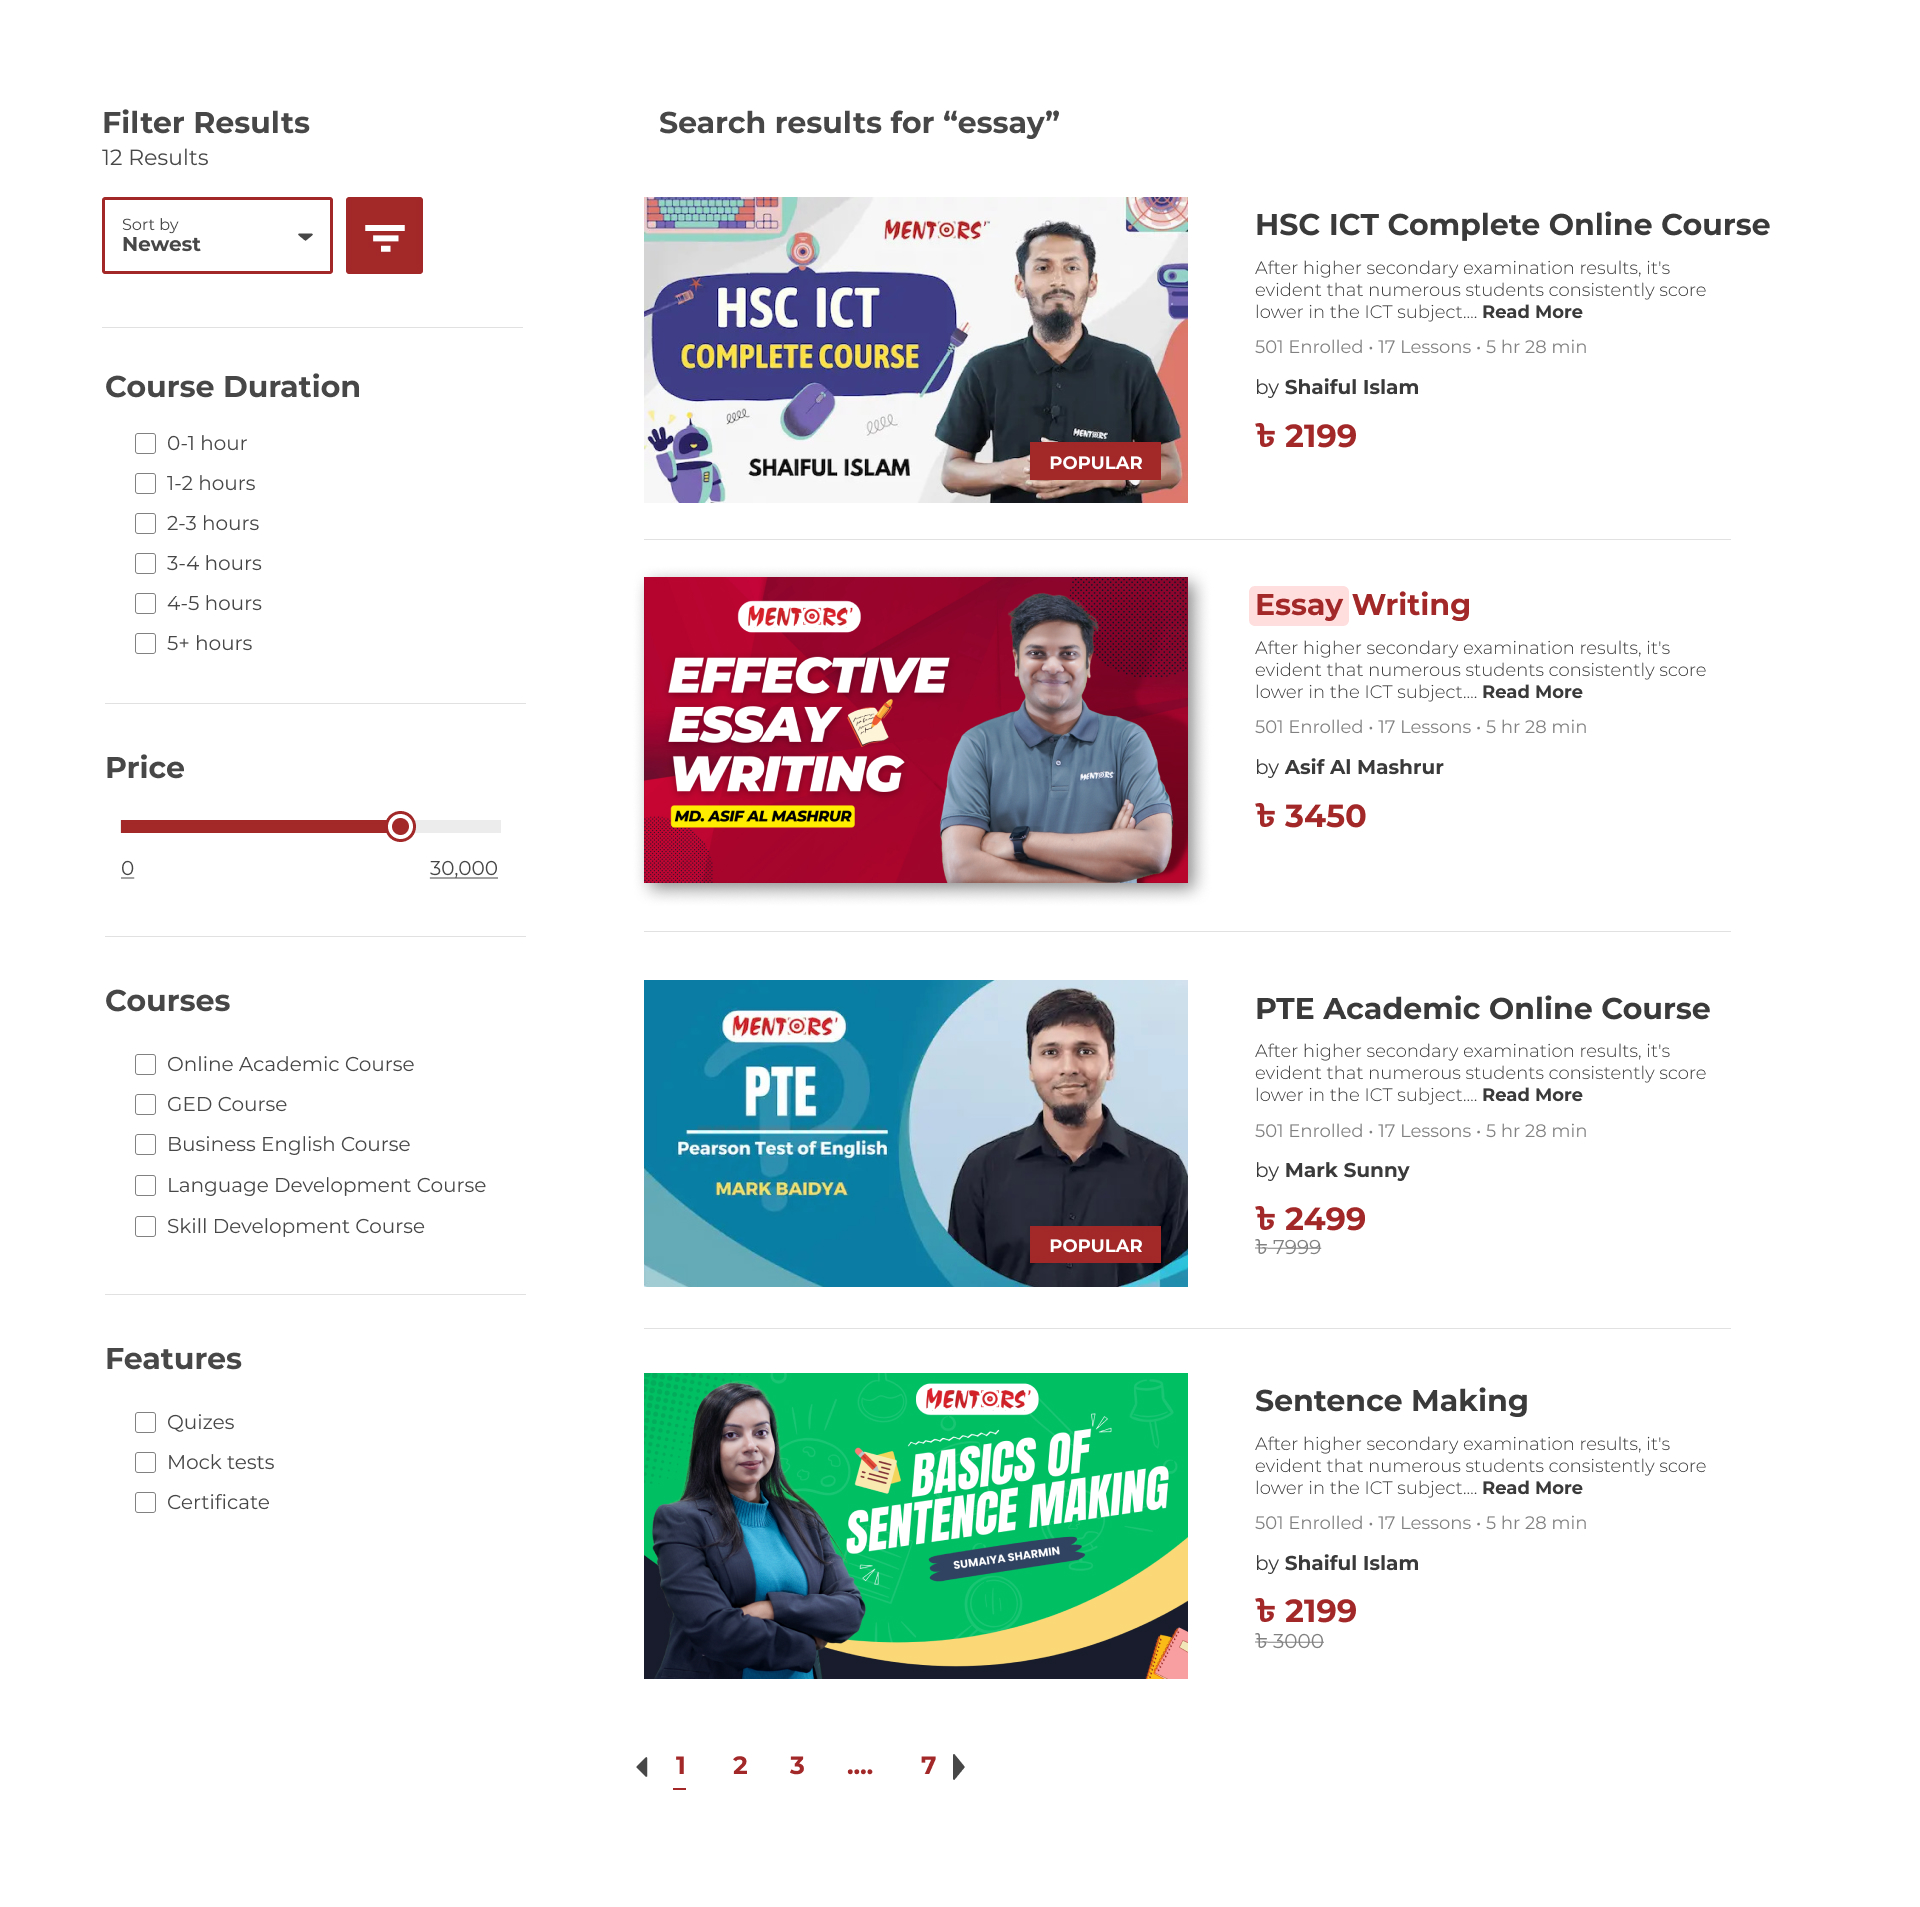 Filter Results
12 Results
Sort by
Newest
Course Duration
0-1 hour
1-2 hours
2-3 hours
3-4 hours
4-5 hours
5+ hours
Price
0
30,000
Courses
Online Academic Course
GED Course
Business English Course
Language Development Course
Skill Development Course
Features
Quizes
Mock tests
Certificate
Search results for “essay”
MENTORS'
HSC ICT
COMPLETE COURSE
SHAIFUL ISLAM
MENTORS
POPULAR
HSC ICT Complete Online Course
After higher secondary examination results, it's
evident that numerous students consistently score
lower in the ICT subject.... Read More
501 Enrolled • 17 Lessons • 5 hr 28 min
by Shaiful Islam
৳ 2199
MENTORS'
EFFECTIVE
ESSAY
WRITING
MD. ASIF AL MASHRUR
MENTORS
Essay Writing
After higher secondary examination results, it's
evident that numerous students consistently score
lower in the ICT subject.... Read More
501 Enrolled • 17 Lessons • 5 hr 28 min
by Asif Al Mashrur
৳ 3450
MENTORS'
PTE
Pearson Test of English
MARK BAIDYA
POPULAR
PTE Academic Online Course
After higher secondary examination results, it's
evident that numerous students consistently score
lower in the ICT subject.... Read More
501 Enrolled • 17 Lessons • 5 hr 28 min
by Mark Sunny
৳ 2499
৳ 7999
MENTORS'
BASICS OF
SENTENCE MAKING
SUMAIYA SHARMIN
Sentence Making
After higher secondary examination results, it's
evident that numerous students consistently score
lower in the ICT subject.... Read More
501 Enrolled • 17 Lessons • 5 hr 28 min
by Shaiful Islam
৳ 2199
৳ 3000
1 2 3 .... 7